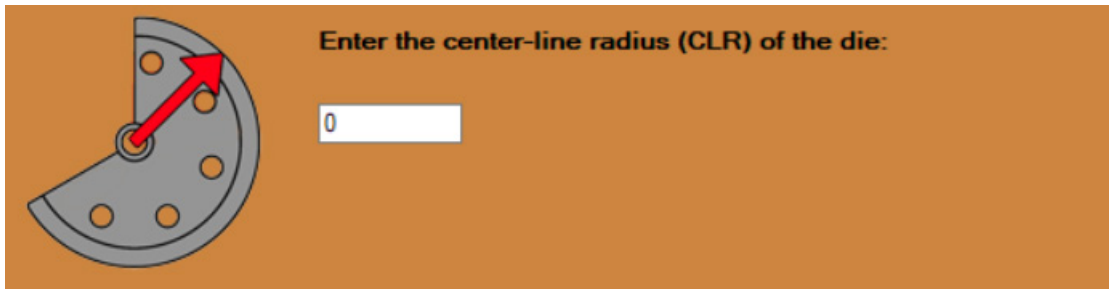 Enter the center-line radius (CLR) of the die:
0